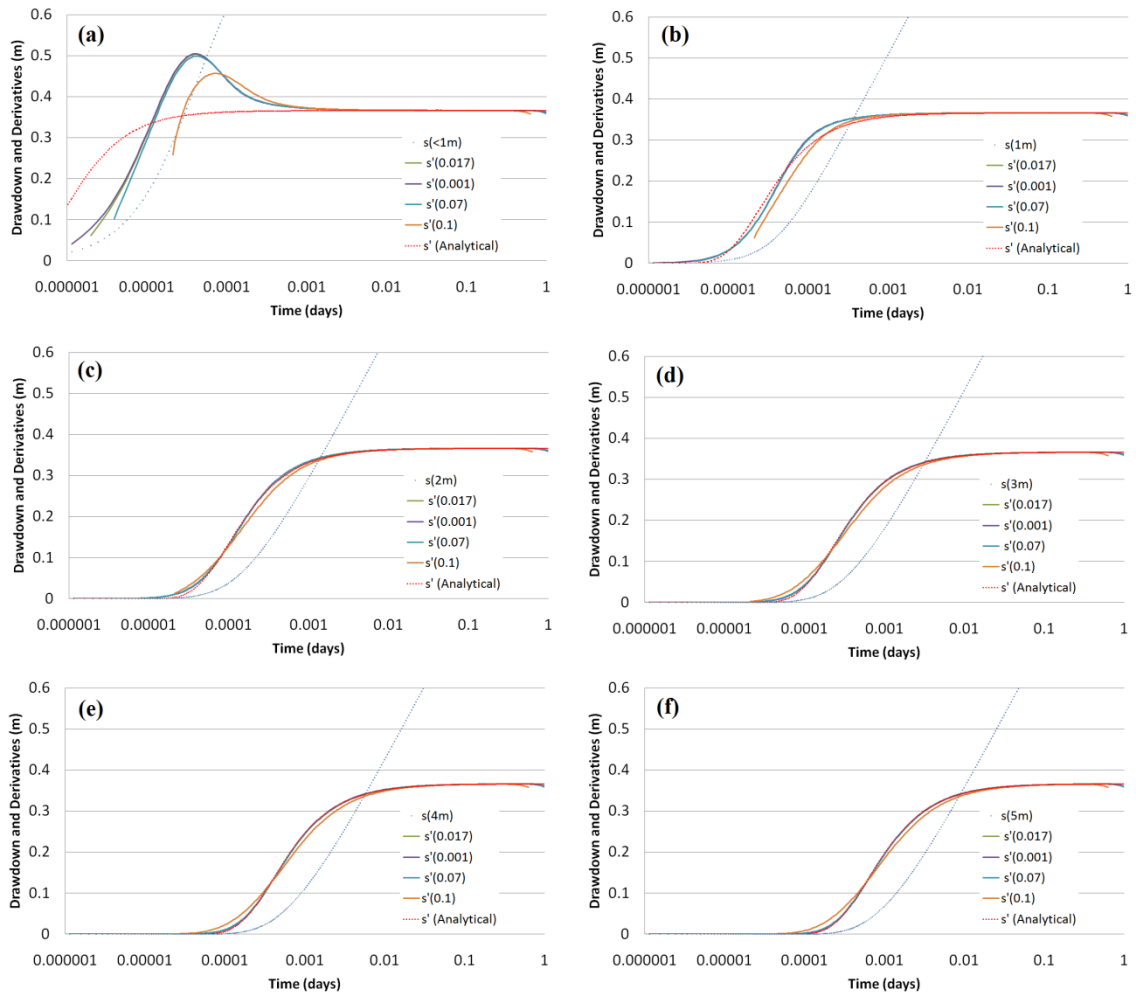 (a)
Drawdown and Derivatives (m)
0.6
0.5
0.4
0.3
0.2
0.1
0
s(<1m)
s'(0.017)
s'(0.001)
s'(0.07)
s'(0.1)
s' (Analytical)
0.000001 0.00001 0.0001 0.001 0.01 0.1 1
Time (days)
(b)
Drawdown and Derivatives (m)
0.6
0.5
0.4
0.3
0.2
0.1
0
s(1m)
s'(0.017)
s'(0.001)
s'(0.07)
s'(0.1)
s' (Analytical)
0.000001 0.00001 0.0001 0.001 0.01 0.1 1
Time (days)
(c)
Drawdown and Derivatives (m)
0.6
0.5
0.4
0.3
0.2
0.1
0
s(2m)
s'(0.017)
s'(0.001)
s'(0.07)
s'(0.1)
s' (Analytical)
0.000001 0.00001 0.0001 0.001 0.01 0.1 1
Time (days)
(d)
Drawdown and Derivatives (m)
0.6
0.5
0.4
0.3
0.2
0.1
0
s(3m)
s'(0.017)
s'(0.001)
s'(0.07)
s'(0.1)
s' (Analytical)
0.000001 0.00001 0.0001 0.001 0.01 0.1 1
Time (days)
(e)
Drawdown and Derivatives (m)
0.6
0.5
0.4
0.3
0.2
0.1
0
s(4m)
s'(0.017)
s'(0.001)
s'(0.07)
s'(0.1)
s' (Analytical)
0.000001 0.00001 0.0001 0.001 0.01 0.1 1
Time (days)
(f)
Drawdown and Derivatives (m)
0.6
0.5
0.4
0.3
0.2
0.1
0
s(5m)
s'(0.017)
s'(0.001)
s'(0.07)
s'(0.1)
s' (Analytical)
0.000001 0.00001 0.0001 0.001 0.01 0.1 1
Time (days)